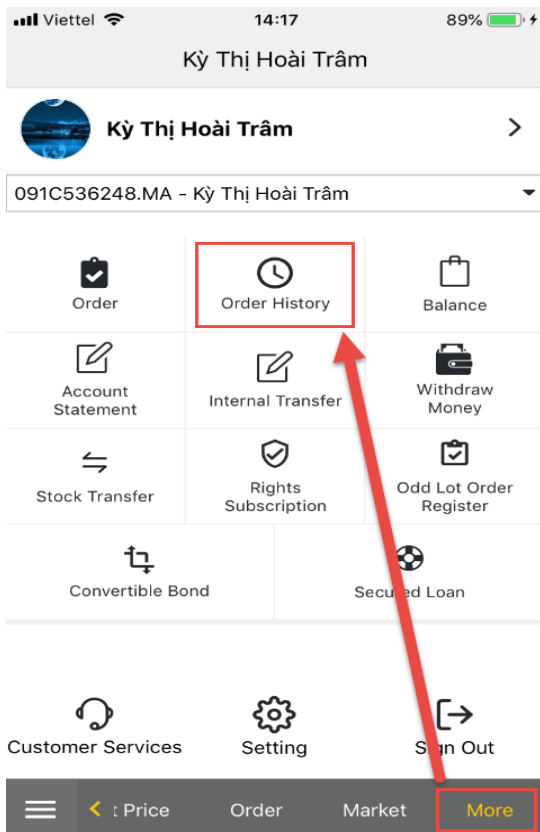 Viettel 14:17 89%
Kỳ Thị Hoài Trâm
Kỳ Thị Hoài Trâm
091C536248.MA - Kỳ Thị Hoài Trâm
Order Order History Balance
Account Statement Internal Transfer Withdraw Money
Stock Transfer Rights Subscription Odd Lot Order Register
Convertible Bond Secured Loan
Customer Services Setting Sign Out
t Price Order Market More